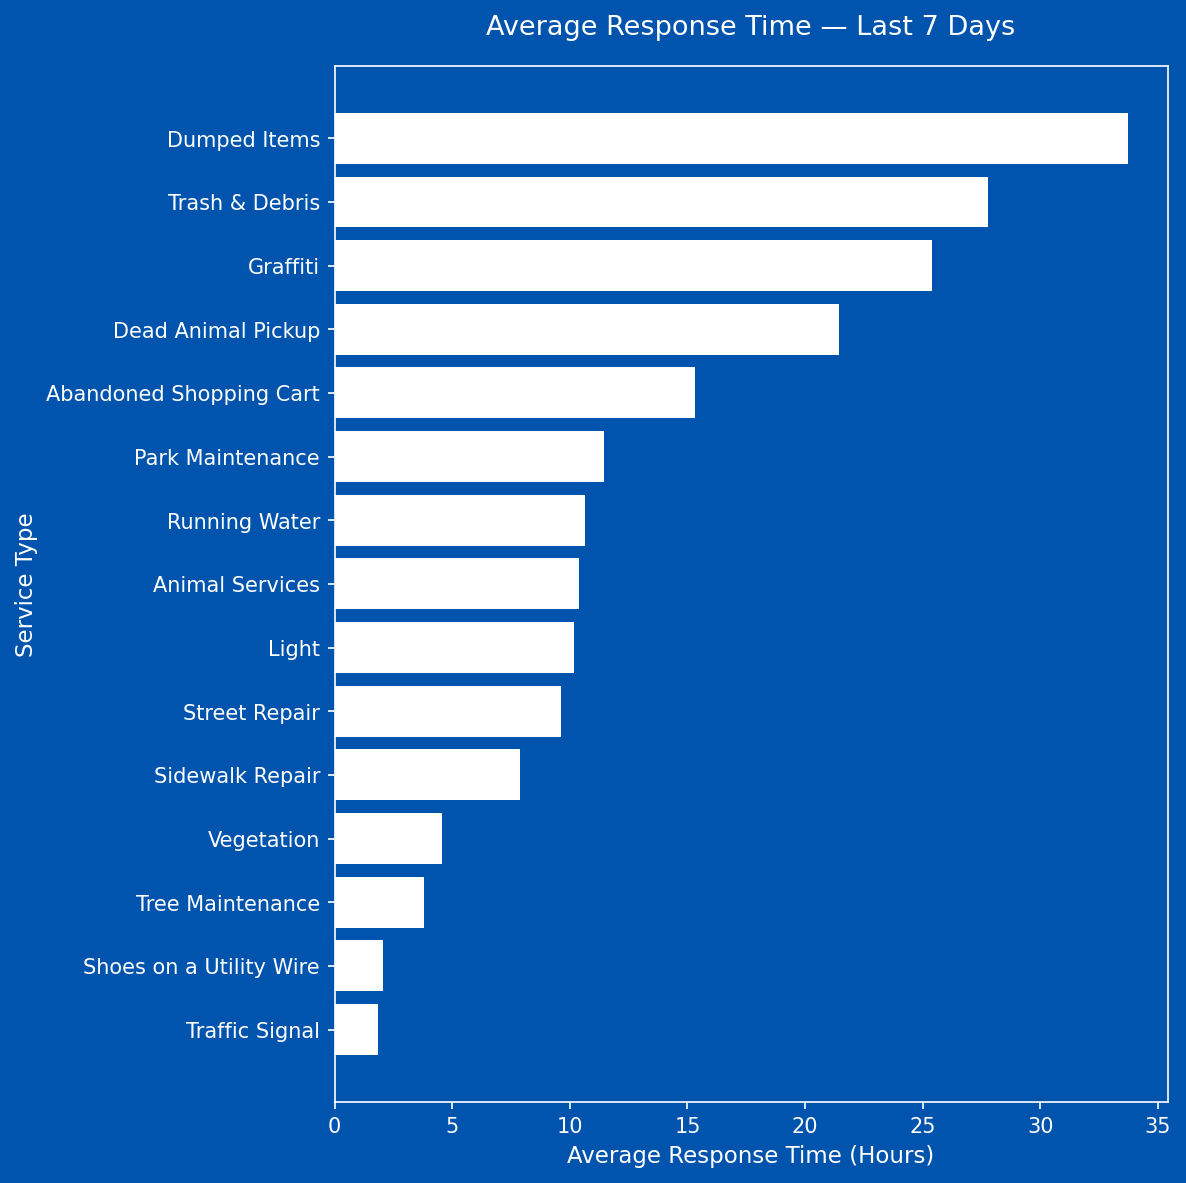 Average Response Time — Last 7 Days
Dumped Items
Trash & Debris
Graffiti
Dead Animal Pickup
Abandoned Shopping Cart
Park Maintenance
Running Water
Animal Services
Light
Street Repair
Sidewalk Repair
Vegetation
Tree Maintenance
Shoes on a Utility Wire
Traffic Signal
Service Type
0 5 10 15 20 25 30 35
Average Response Time (Hours)